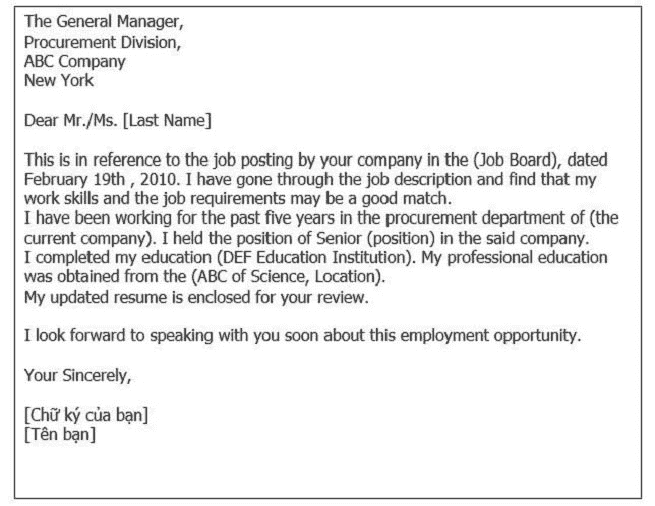 The General Manager,
Procurement Division,
ABC Company
New York
Dear Mr./Ms. [Last Name]
This is in reference to the job posting by your company in the (Job Board), dated
February 19th , 2010. I have gone through the job description and find that my
work skills and the job requirements may be a good match.
I have been working for the past five years in the procurement department of (the
current company). I held the position of Senior (position) in the said company.
I completed my education (DEF Education Institution). My professional education
was obtained from the (ABC of Science, Location).
My updated resume is enclosed for your review.
I look forward to speaking with you soon about this employment opportunity.
Your Sincerely,
[Chữ ký của bạn]
[Tên bạn]